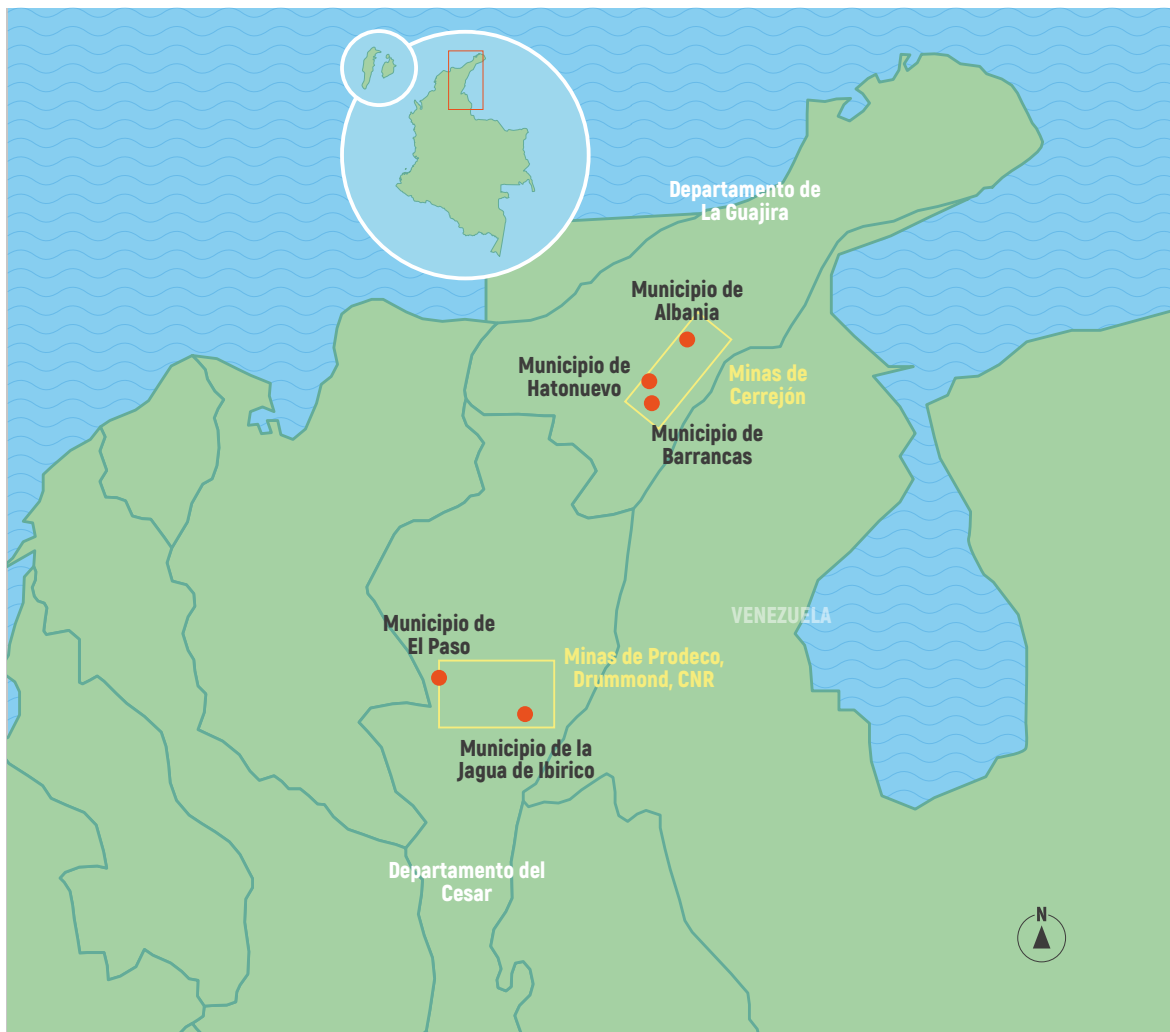 Departamento de
La Guajira
Municipio de
Albania
Municipio de
Hatonuevo
Minas de
Cerrejón
Municipio de
Barrancas
VENEZUELA
Municipio de
El Paso
Minas de Prodeco,
Drummond, CNR
Municipio de la
Jagua de Ibirico
Departamento del
Cesar
N